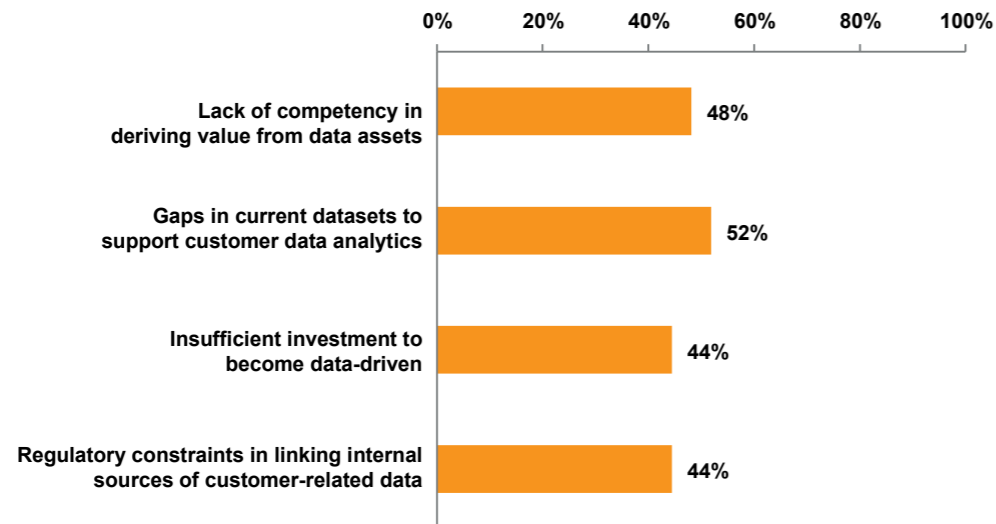 0% 20% 40% 60% 80% 100%
Lack of competency in
deriving value from data assets
48%
Gaps in current datasets to
support customer data analytics
52%
Insufficient investment to
become data-driven
44%
Regulatory constraints in linking internal
sources of customer-related data
44%